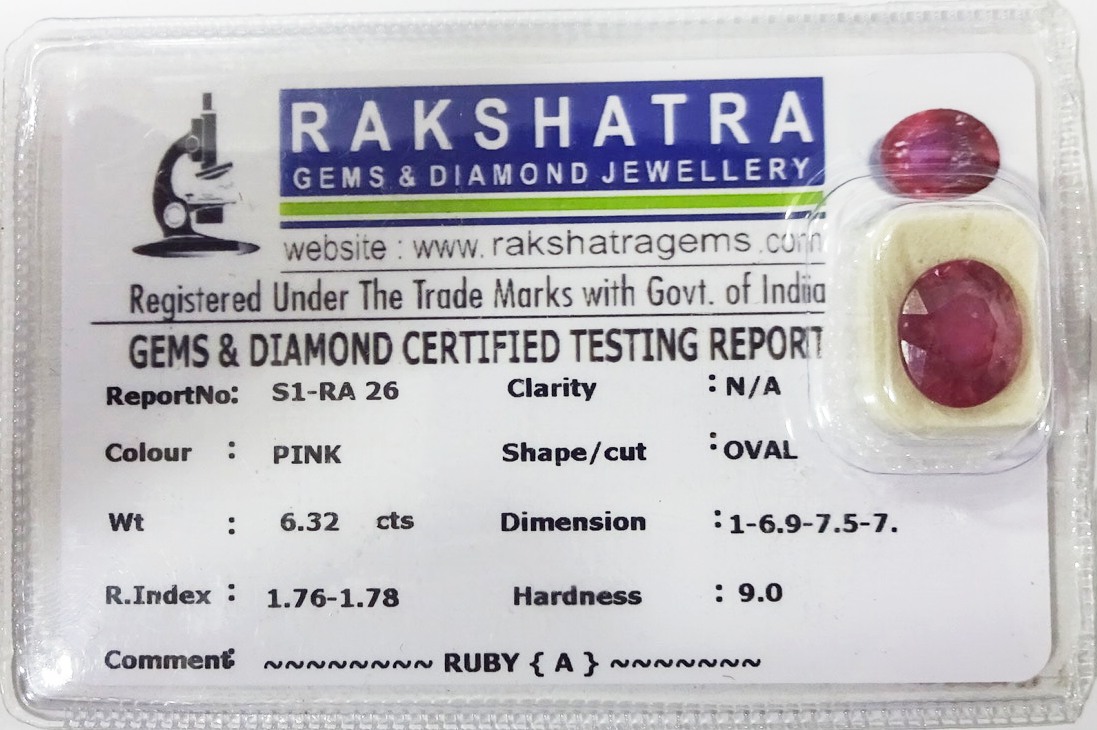 RAKSHATRA
GEMS & DIAMOND JEWELLERY
website : www. rakshatragems .com
Registered Under The Trade Marks with Govt. of India
GEMS & DIAMOND CERTIFIED TESTING REPORT
ReportNo: S1-RA 26 Clarity : N/A
Colour : PINK Shape/cut : OVAL
Wt : 6.32 cts Dimension : 1-6.9-7.5-7.
R.Index : 1.76-1.78 Hardness : 9.0
Comment: ~~~~~~~~ RUBY { A } ~~~~~~~